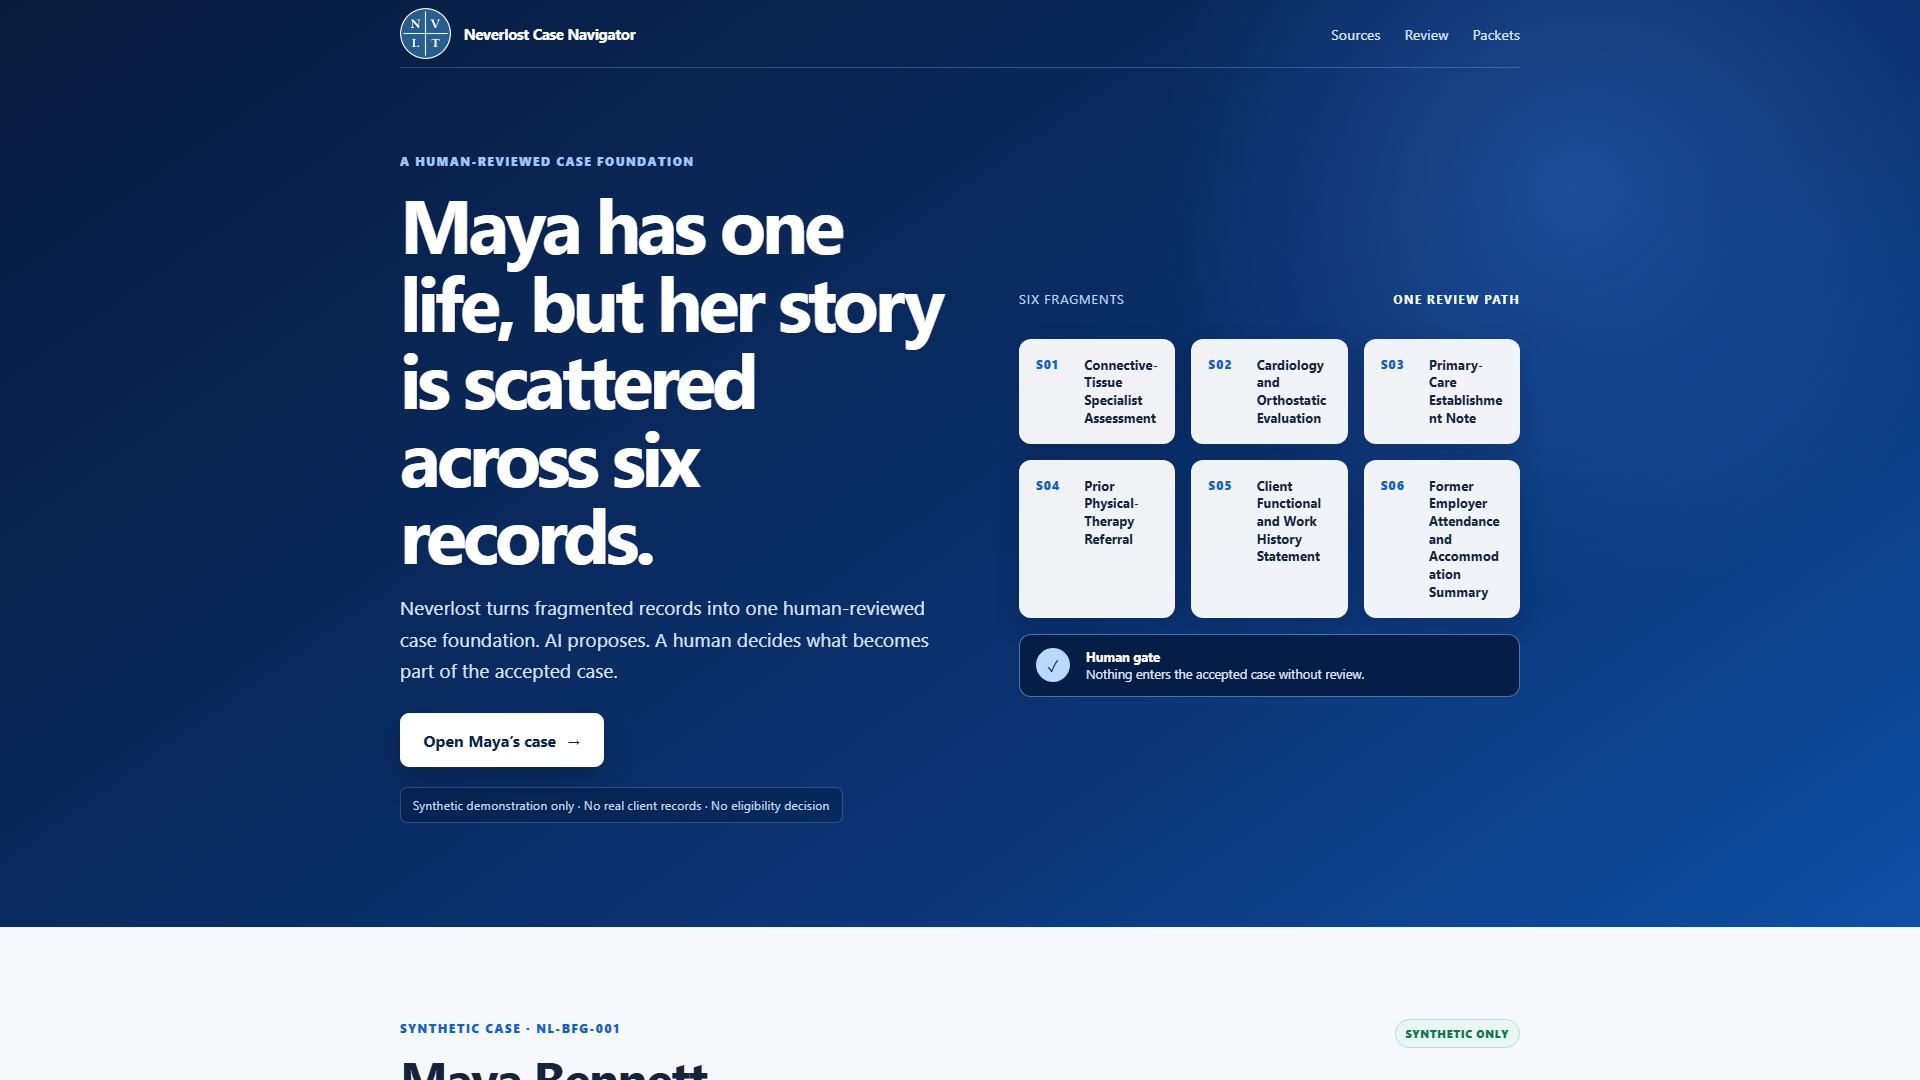 N V
L T
Neverlost Case Navigator
Sources
Review
Packets
A HUMAN-REVIEWED CASE FOUNDATION
Maya has one
life, but her story
is scattered
across six
records.
Neverlost turns fragmented records into one human-reviewed
case foundation. AI proposes. A human decides what becomes
part of the accepted case.
Open Maya's case →
Synthetic demonstration only · No real client records · No eligibility decision
SIX FRAGMENTS
ONE REVIEW PATH
S01
Connective-
Tissue
Specialist
Assessment
S02
Cardiology
and
Orthostatic
Evaluation
S03
Primary-
Care
Establishme
nt Note
S04
Prior
Physical-
Therapy
Referral
S05
Client
Functional
and Work
History
Statement
S06
Former
Employer
Attendance
and
Accommod
ation
Summary
✓
Human gate
Nothing enters the accepted case without review.
SYNTHETIC CASE · NL-BFG-001
SYNTHETIC ONLY
Maya Bennett